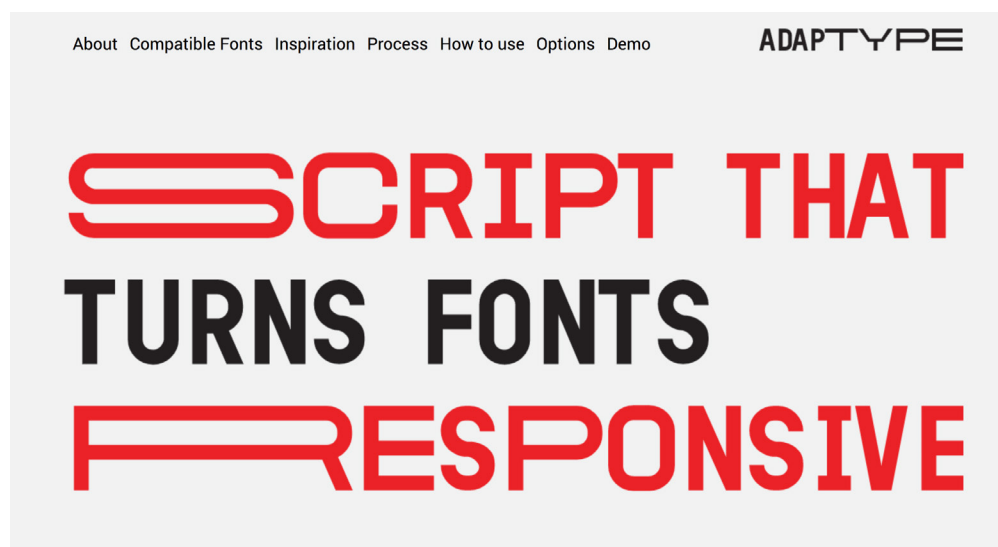 About Compatible Fonts Inspiration Process How to use Options Demo
ADAPTYPE
SCRIPT THAT
TURNS FONTS
RESPONSIVE